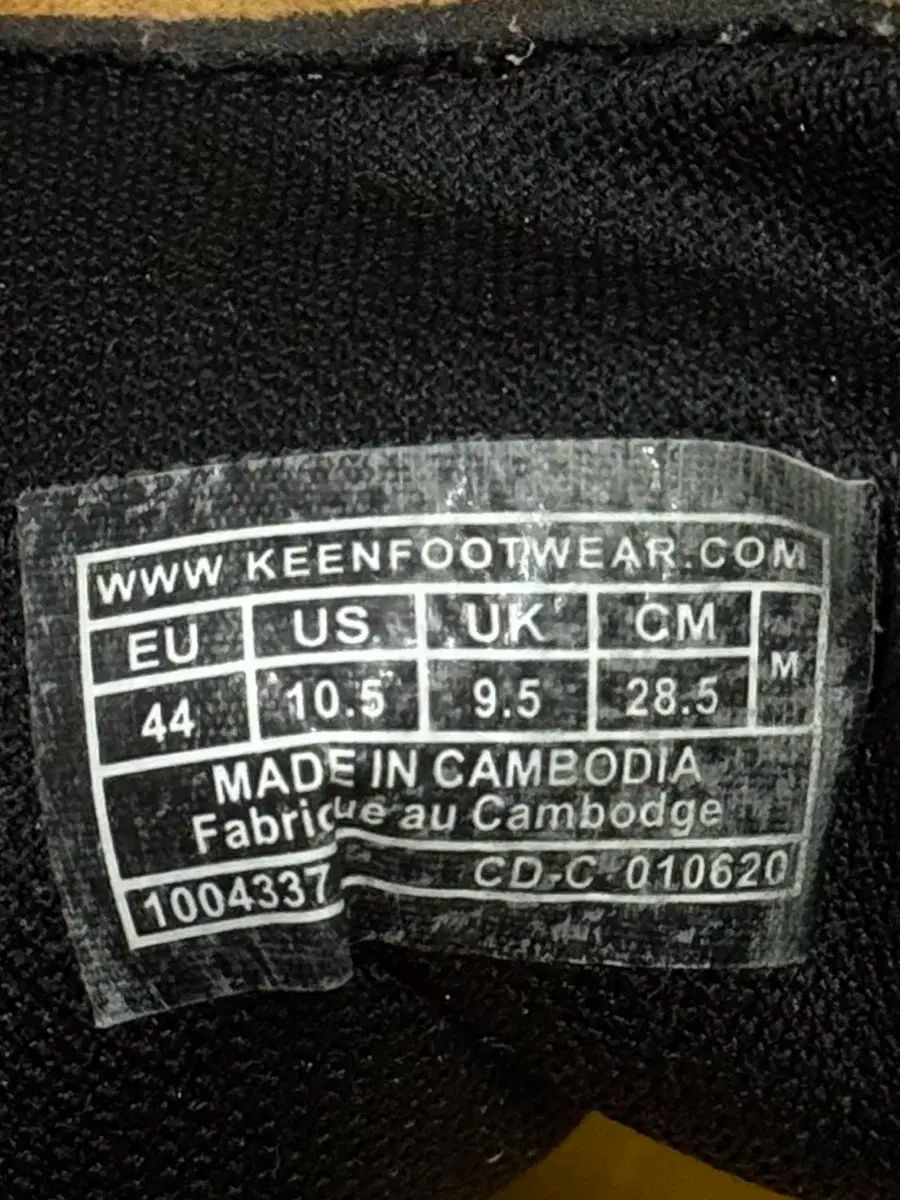 WWW KEENFOOTWEAR.COM
EU US UK CM M
44 10.5 9.5 28.5
MADE IN CAMBODIA
Fabrique au Cambodge
1004337 CD-C 010620